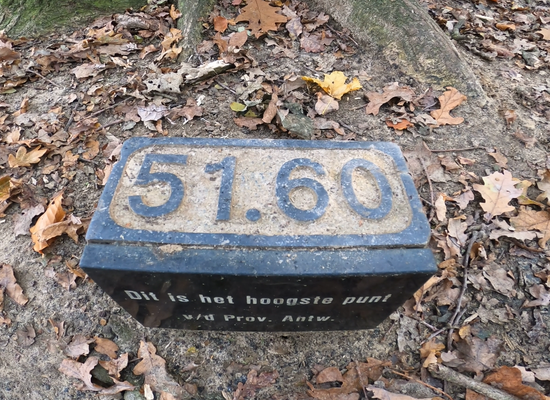 51.60
Dit is het hoogste punt
v/d Prov. Antw.